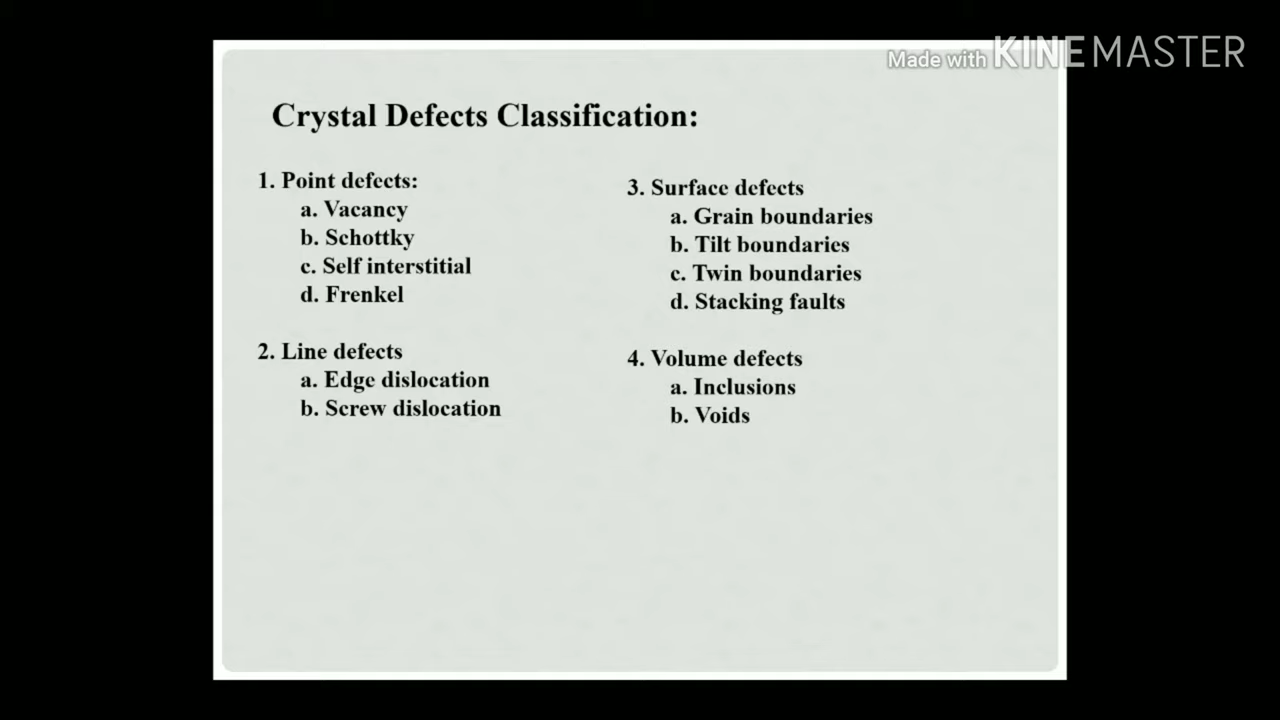 Made with KINEMASTER
Crystal Defects Classification:
1. Point defects:
a. Vacancy
b. Schottky
c. Self interstitial
d. Frenkel
2. Line defects
a. Edge dislocation
b. Screw dislocation
3. Surface defects
a. Grain boundaries
b. Tilt boundaries
c. Twin boundaries
d. Stacking faults
4. Volume defects
a. Inclusions
b. Voids